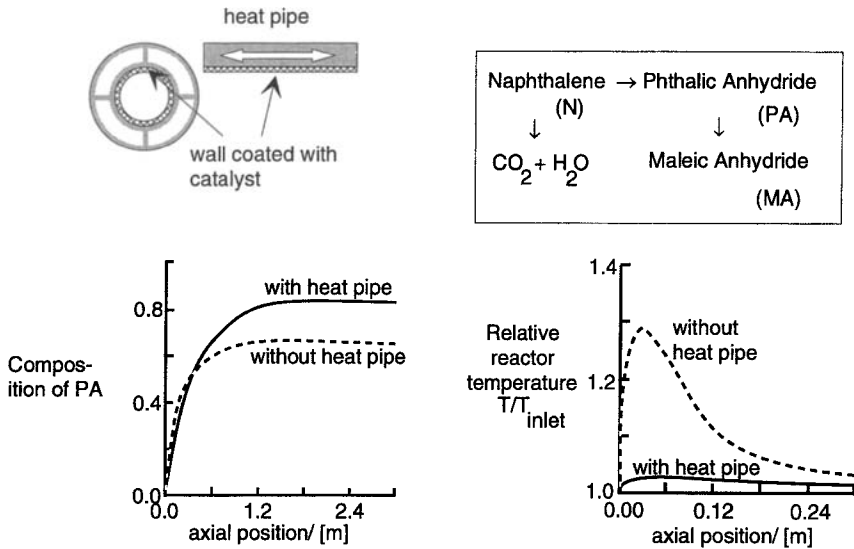 heat pipe
wall coated with
catalyst
Naphthalene → Phthalic Anhydride
(N)
(PA)
↓ ↓
CO2 + H2O Maleic Anhydride
(MA)
0.8
0.4
0.0
Compos-
ition of PA
with heat pipe
without heat pipe
0.0 1.2 2.4
axial position/ [m]
1.4
1.2
1.0
Relative
reactor
temperature
T/Tinlet
without
heat pipe
with heat pipe
0.00 0.12 0.24
axial position/ [m]